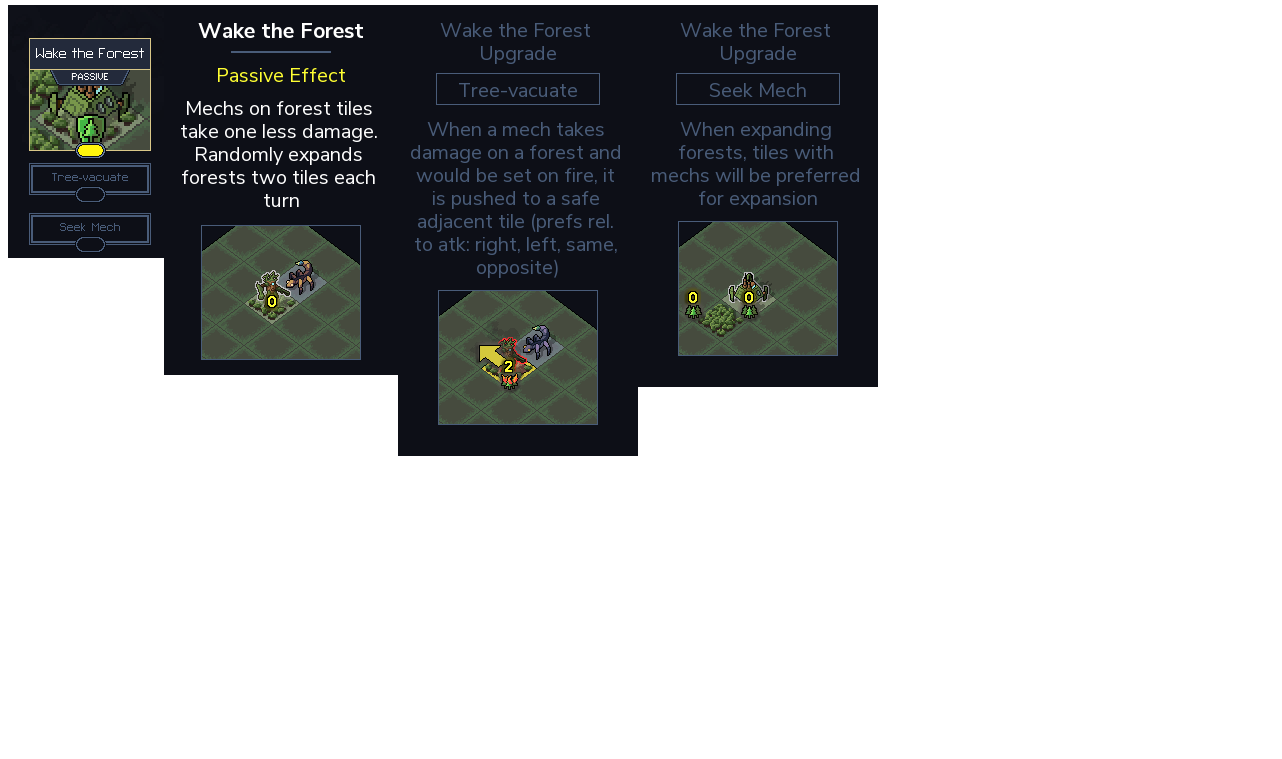 Wake the Forest
PASSIVE
Tree-vacuate
Seek Mech
Wake the Forest
Passive Effect
Mechs on forest tiles
take one less damage.
Randomly expands
forests two tiles each
turn
0
Wake the Forest
Upgrade
Tree-vacuate
When a mech takes
damage on a forest and
would be set on fire, it
is pushed to a safe
adjacent tile (prefs rel.
to atk: right, left, same,
opposite)
2
Wake the Forest
Upgrade
Seek Mech
When expanding
forests, tiles with
mechs will be preferred
for expansion
0
0